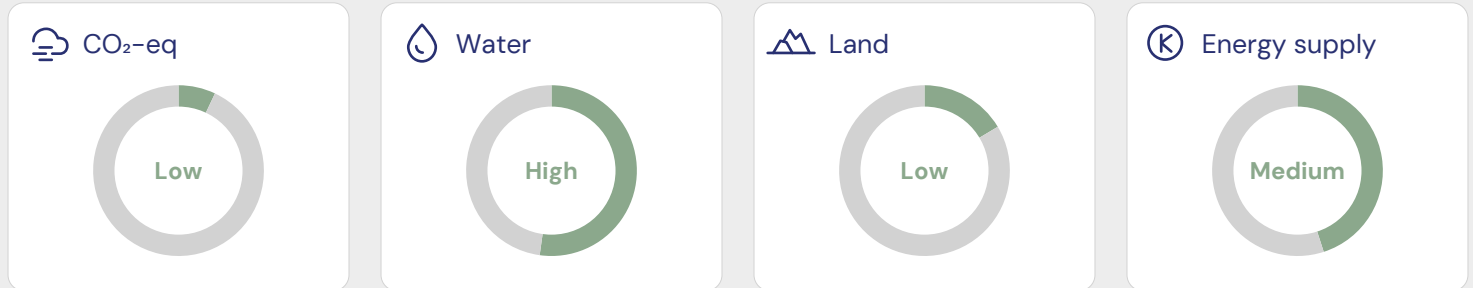 CO₂-eq
Low
Water
High
Land
Low
Energy supply
Medium